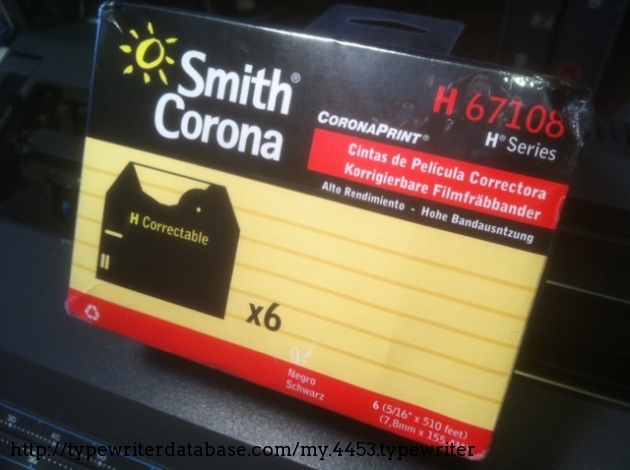 Smith®
Corona
H 67108
H® Series
CORONAPRINT®
Cintas de Película Correctora
Korrigierbare Filmfräbbander
Alto Rendimiento - Hohe Bandausntzung
H Correctable
x6
Negro
Schwarz
6 (5/16" x 510 feet)
(7,8mm x 155,
http://typewriterdatabase.com/my.4453.typewriter